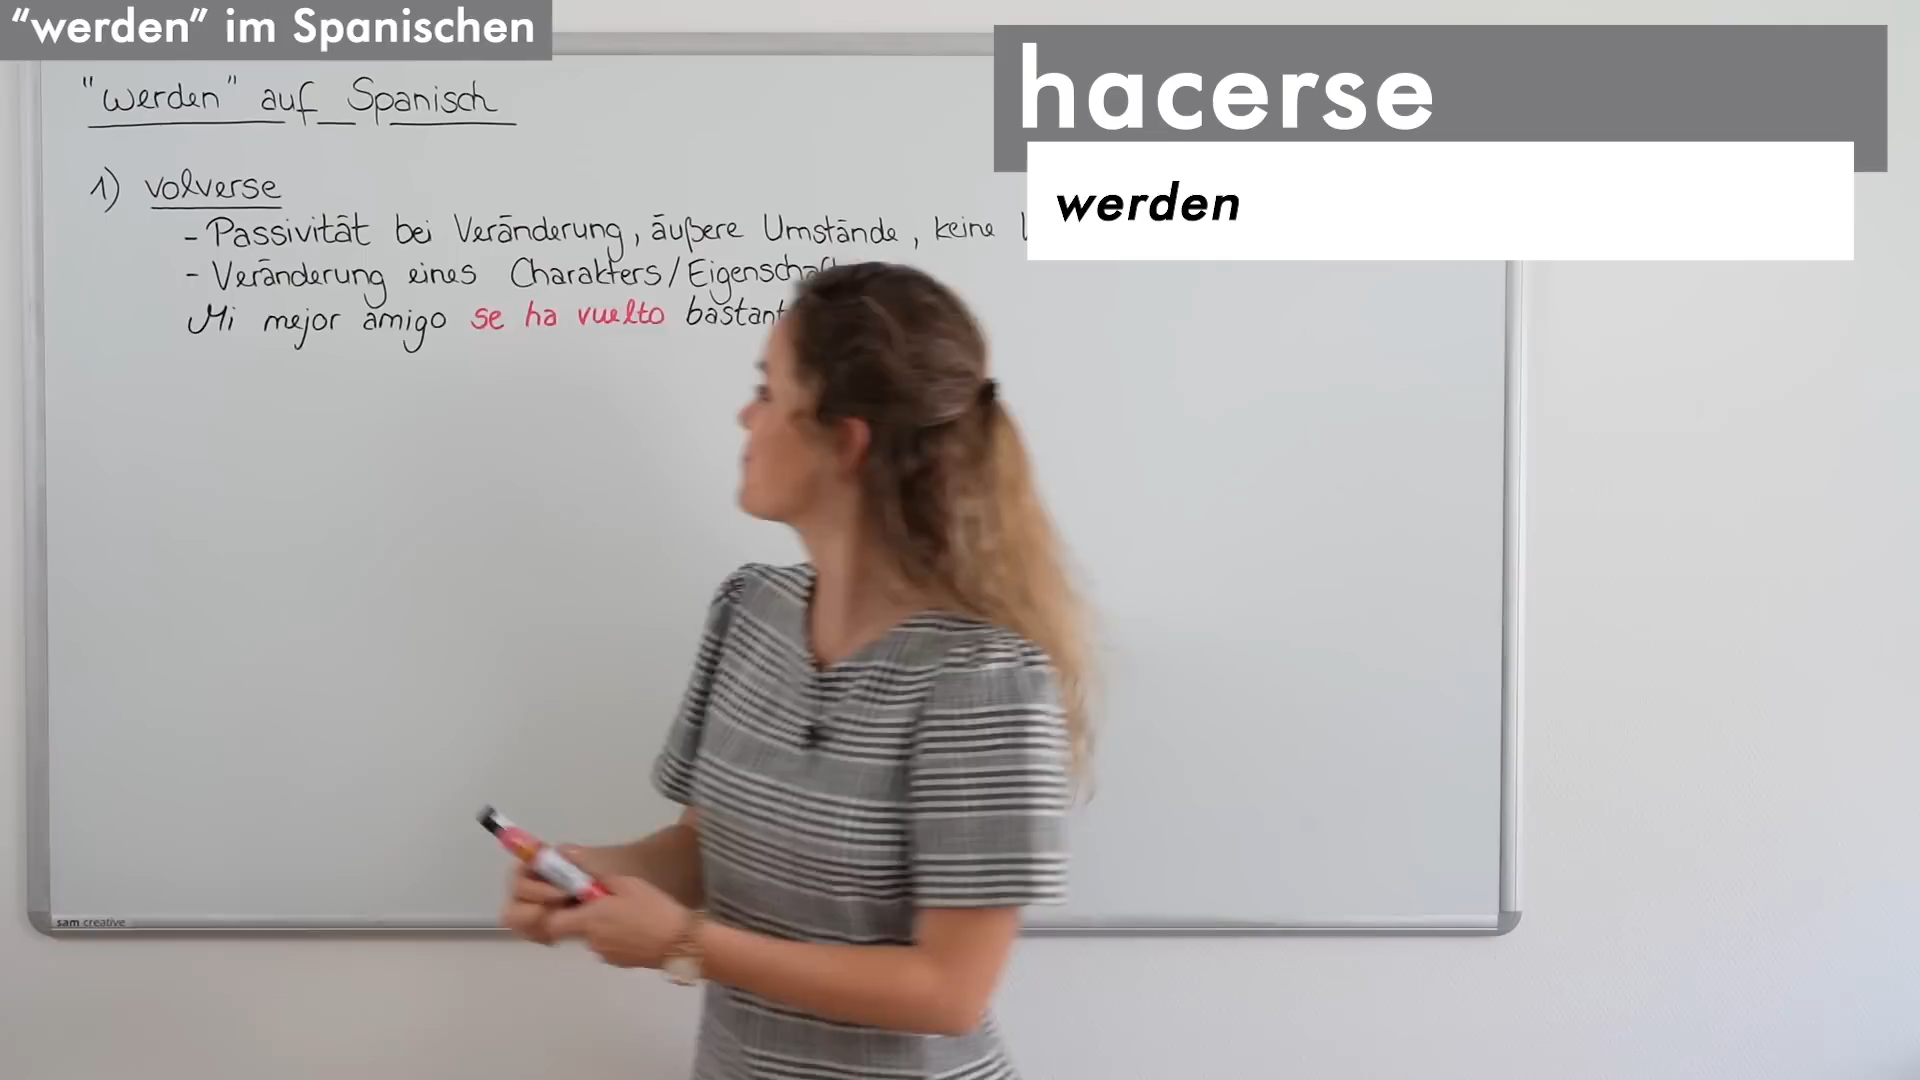 "werden" im Spanischen
hacerse
werden
"werden" auf Spanisch
1) volverse
- Passivität bei Veränderung, äußere Umstände, keine
- Veränderung eines Charakters/Eigenschaft
Mi mejor amigo se ha vuelto bastant
sam creative